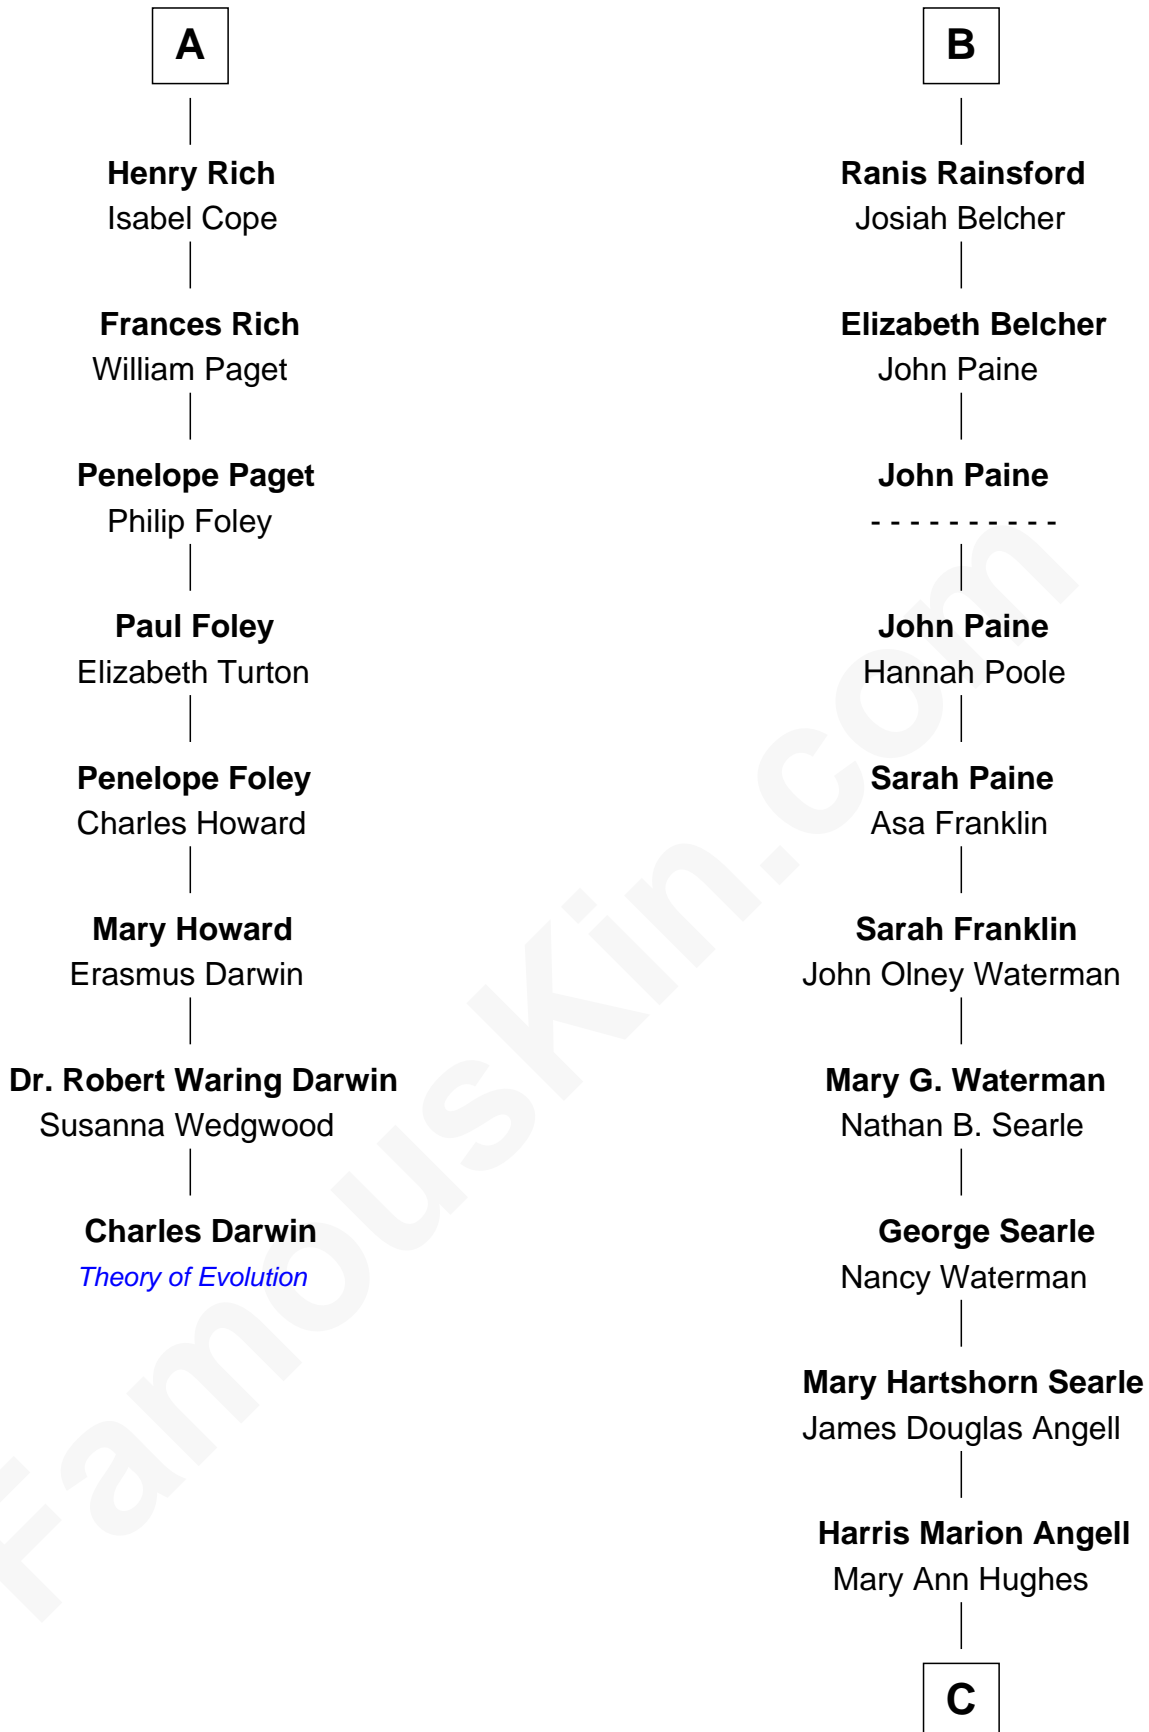 A
Henry Rich
Isabel Cope
Frances Rich
William Paget
Penelope Paget
Philip Foley
Paul Foley
Elizabeth Turton
Penelope Foley
Charles Howard
Mary Howard
Erasmus Darwin
Dr. Robert Waring Darwin
Susanna Wedgwood
Charles Darwin
Theory of Evolution
B
Ranis Rainsford
Josiah Belcher
Elizabeth Belcher
John Paine
John Paine
- - - - - - - - - -
John Paine
Hannah Poole
Sarah Paine
Asa Franklin
Sarah Franklin
John Olney Waterman
Mary G. Waterman
Nathan B. Searle
George Searle
Nancy Waterman
Mary Hartshorn Searle
James Douglas Angell
Harris Marion Angell
Mary Ann Hughes
C
FamousKin.com